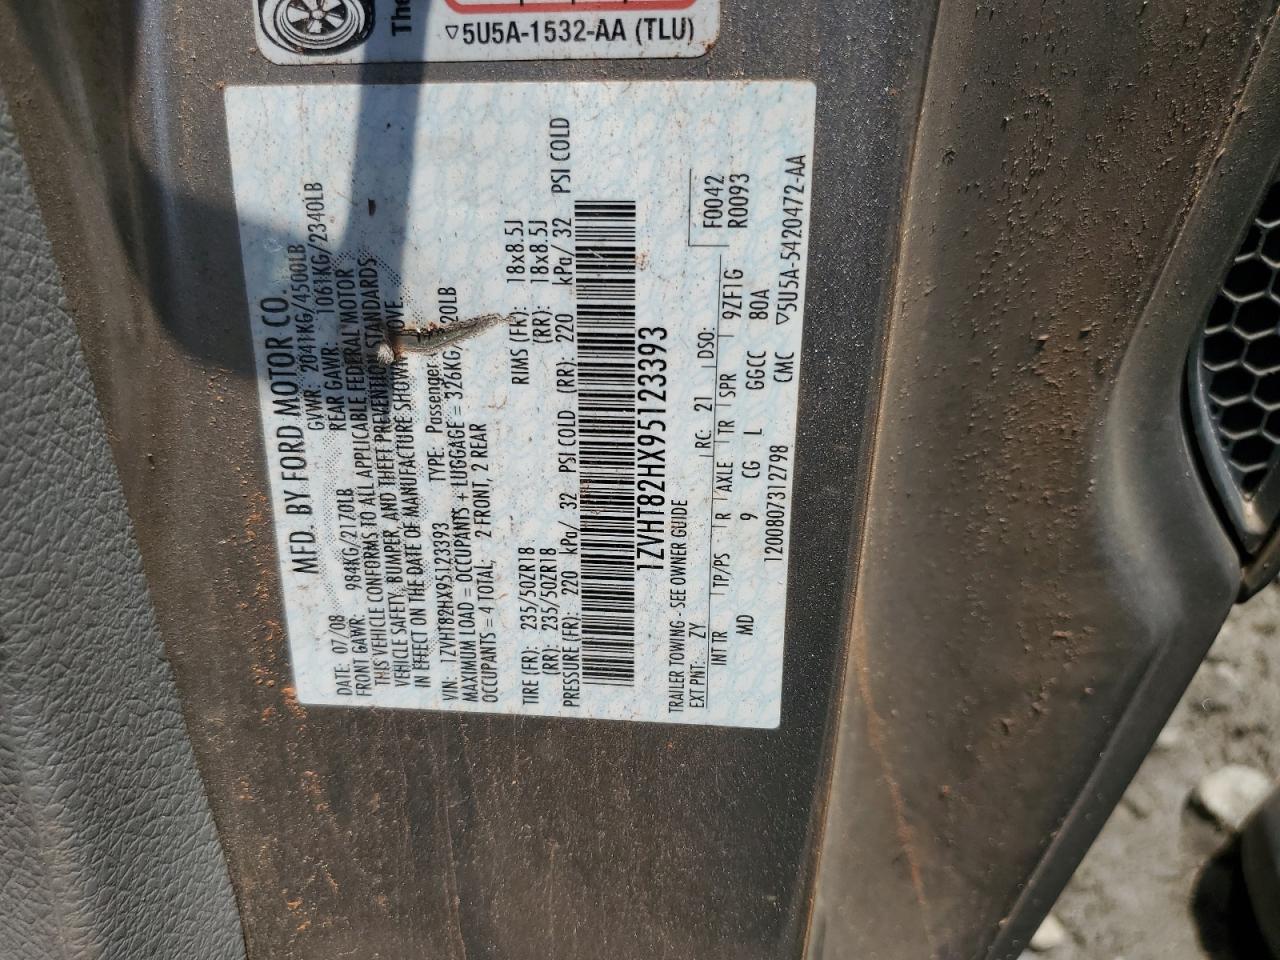 The
▽5U5A-1532-AA (TLU)
MFD. BY FORD MOTOR CO
DATE: 07/08 GVWR: 2041KG/4500LB
FRONT GAWR: 984KG/2170LB REAR GAWR: 1061KG/2340LB
THIS VEHICLE CONFORMS TO ALL APPLICABLE FEDERAL MOTOR
VEHICLE SAFETY, BUMPER, AND THEFT PREVENTION STANDARDS
IN EFFECT ON THE DATE OF MANUFACTURE SHOWN
VIN: 1ZVHT82HX95123393 TYPE: Passenger
MAXIMUM LOAD = OCCUPANTS + LUGGAGE = 326KG/ 20LB
OCCUPANTS = 4 TOTAL, 2 FRONT, 2 REAR
TIRE (FR): 235/50ZR18 RIMS (FR): 18x8.5J
(RR): 235/50ZR18 (RR): 18x8.5J
PRESSURE (FR): 220 kPa/ 32 PSI COLD (RR): 220 kPa/ 32 PSI COLD
1ZVHT82HX95123393
TRAILER TOWING - SEE OWNER GUIDE
EXT PNT: ZY RC: 21 DSO: F0042
INT TR TP/PS R AXLE TR SPR 9ZF1G R0093
MD 9 CG L GGCC 80A
1200807312798 CMC ▽5U5A-5420472-AA